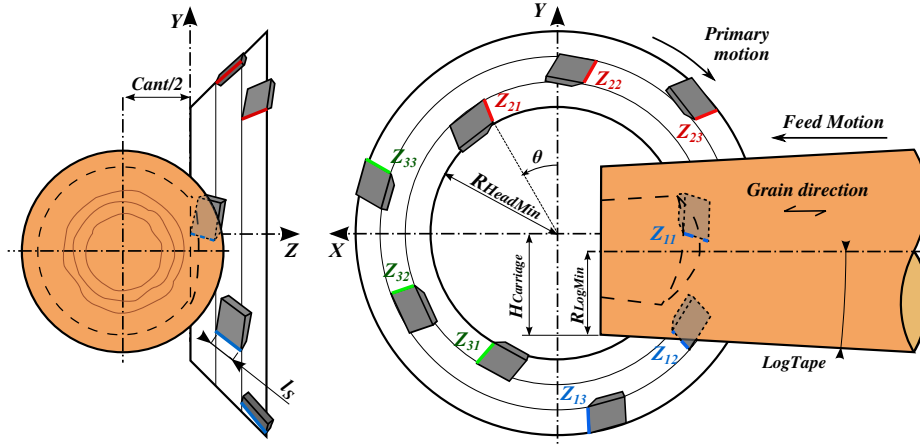 Y
Cant/2
Z
lS
Y
Primary
motion
Z22
Z21
Z23
Feed Motion
Z33
θ
RHeadMin
Grain direction
Z11
X
Z32
HCarriage
RLogMin
Z31
Z12
LogTape
Z13